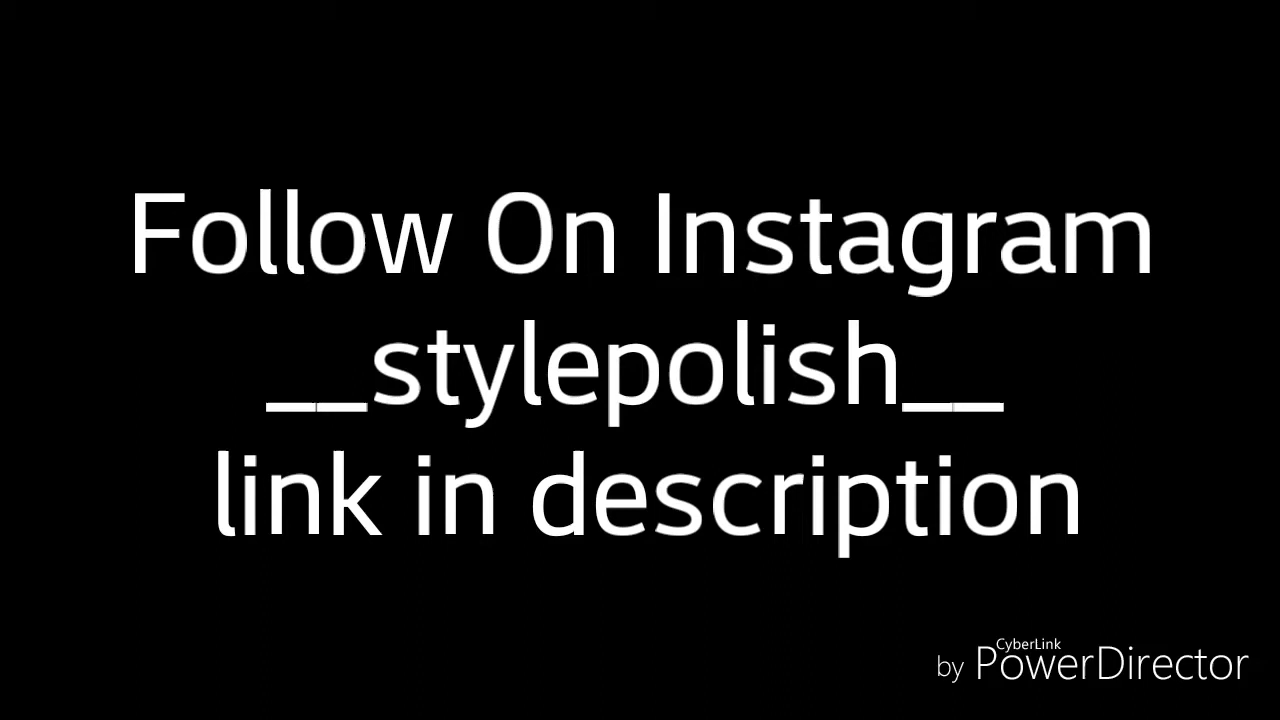 Follow On Instagram
__stylepolish__
link in description
CyberLink
by PowerDirector